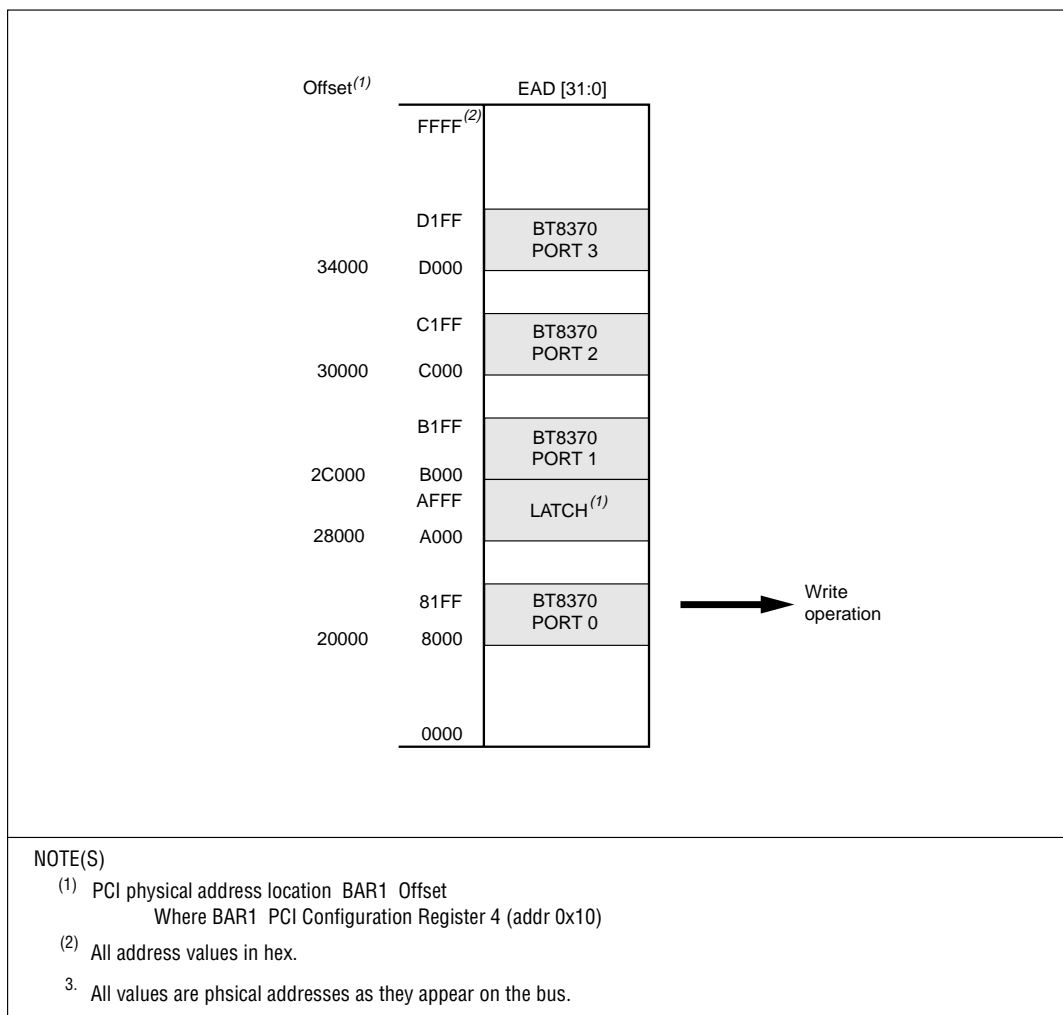 Offset(1) EAD [31:0]
FFFF(2)
D1FF
BT8370
PORT 3
34000 D000
C1FF
BT8370
PORT 2
30000 C000
B1FF
BT8370
PORT 1
2C000 B000
AFFF
LATCH(1)
28000 A000
81FF
BT8370
PORT 0
Write
operation
20000 8000
0000
NOTE(S)
(1) PCI physical address location BAR1 Offset
Where BAR1 PCI Configuration Register 4 (addr 0x10)
(2) All address values in hex.
3. All values are phsical addresses as they appear on the bus.